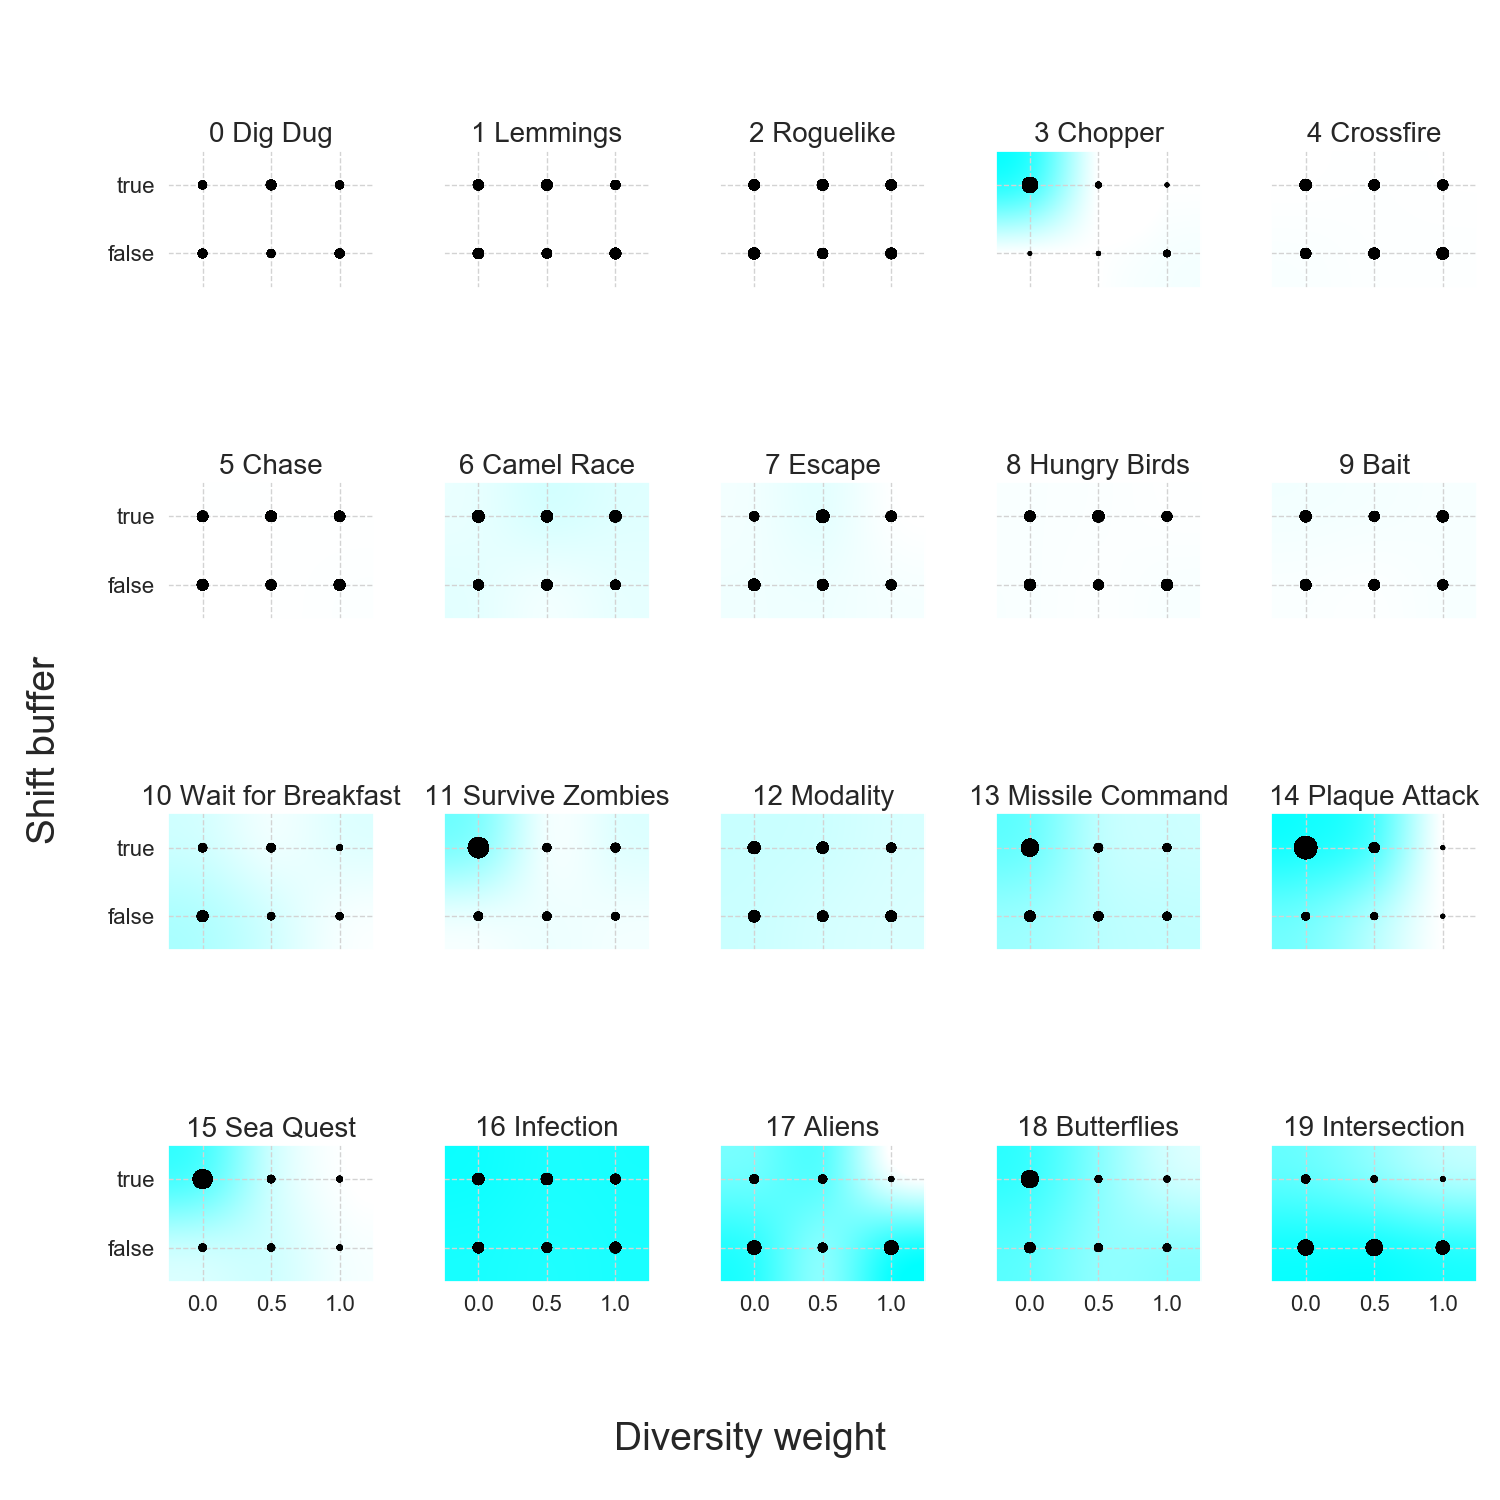 0 Dig Dug
1 Lemmings
2 Roguelike
3 Chopper
4 Crossfire
true
false
5 Chase
6 Camel Race
7 Escape
8 Hungry Birds
9 Bait
true
false
Shift buffer
10 Wait for Breakfast
11 Survive Zombies
12 Modality
13 Missile Command
14 Plaque Attack
true
false
15 Sea Quest
16 Infection
17 Aliens
18 Butterflies
19 Intersection
true
false
0.0 0.5 1.0
0.0 0.5 1.0
0.0 0.5 1.0
0.0 0.5 1.0
0.0 0.5 1.0
Diversity weight